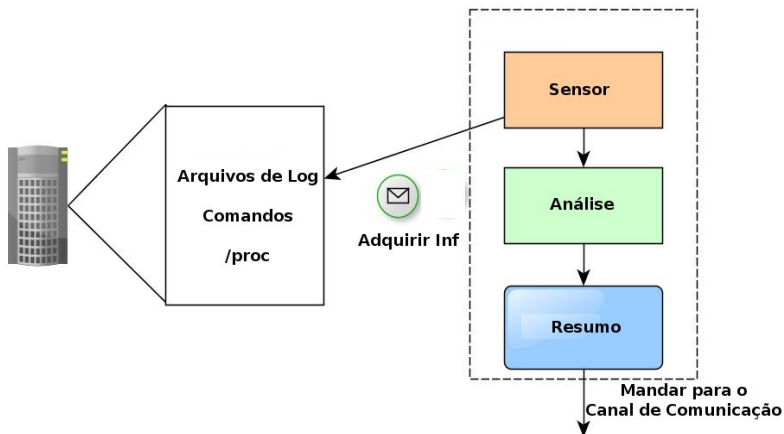 Sensor
Arquivos de Log
Comandos
/proc
Análise
Adquirir Inf
Resumo
Mandar para o
Canal de Comunicação